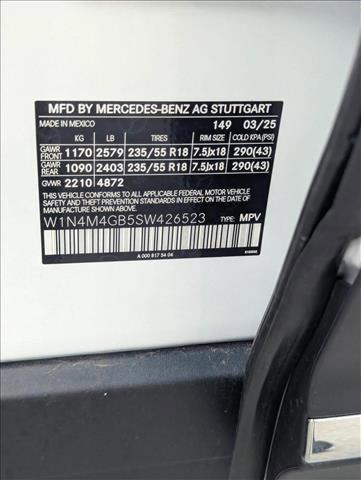 MFD BY MERCEDES-BENZ AG STUTTGART
MADE IN MEXICO 149 03/25
KG LB TIRES RIM SIZE COLD KPA(PSI)
GAWR FRONT 1170 2579 235/55 R18 7.5Jx18 290(43)
GAWR REAR 1090 2403 235/55 R18 7.5Jx18 290(43)
GVWR 2210 4872
THIS VEHICLE CONFORMS TO ALL APPLICABLE FEDERAL MOTOR VEHICLE
SAFETY, BUMPER, AND THEFT PREVENTION STANDARDS IN EFFECT
ON THE DATE OF MANUFACTURE SHOWN ABOVE.
W1N4M4GB5SW426523 TYPE: MPV
A 000 817 54 04